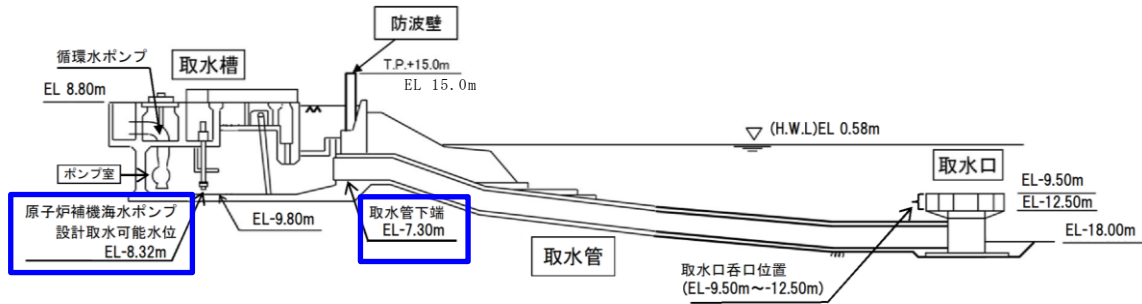 防波壁
循環水ポンプ
取水槽
T.P.+15.0m
EL 15.0m
EL 8.80m
(H.W.L)EL 0.58m
取水口
ポンプ室
EL-9.50m
EL-12.50m
原子炉補機海水ポンプ
設計取水可能水位
EL-8.32m
EL-9.80m
取水管下端
EL-7.30m
EL-18.00m
取水管
取水口呑口位置
(EL-9.50m～-12.50m)